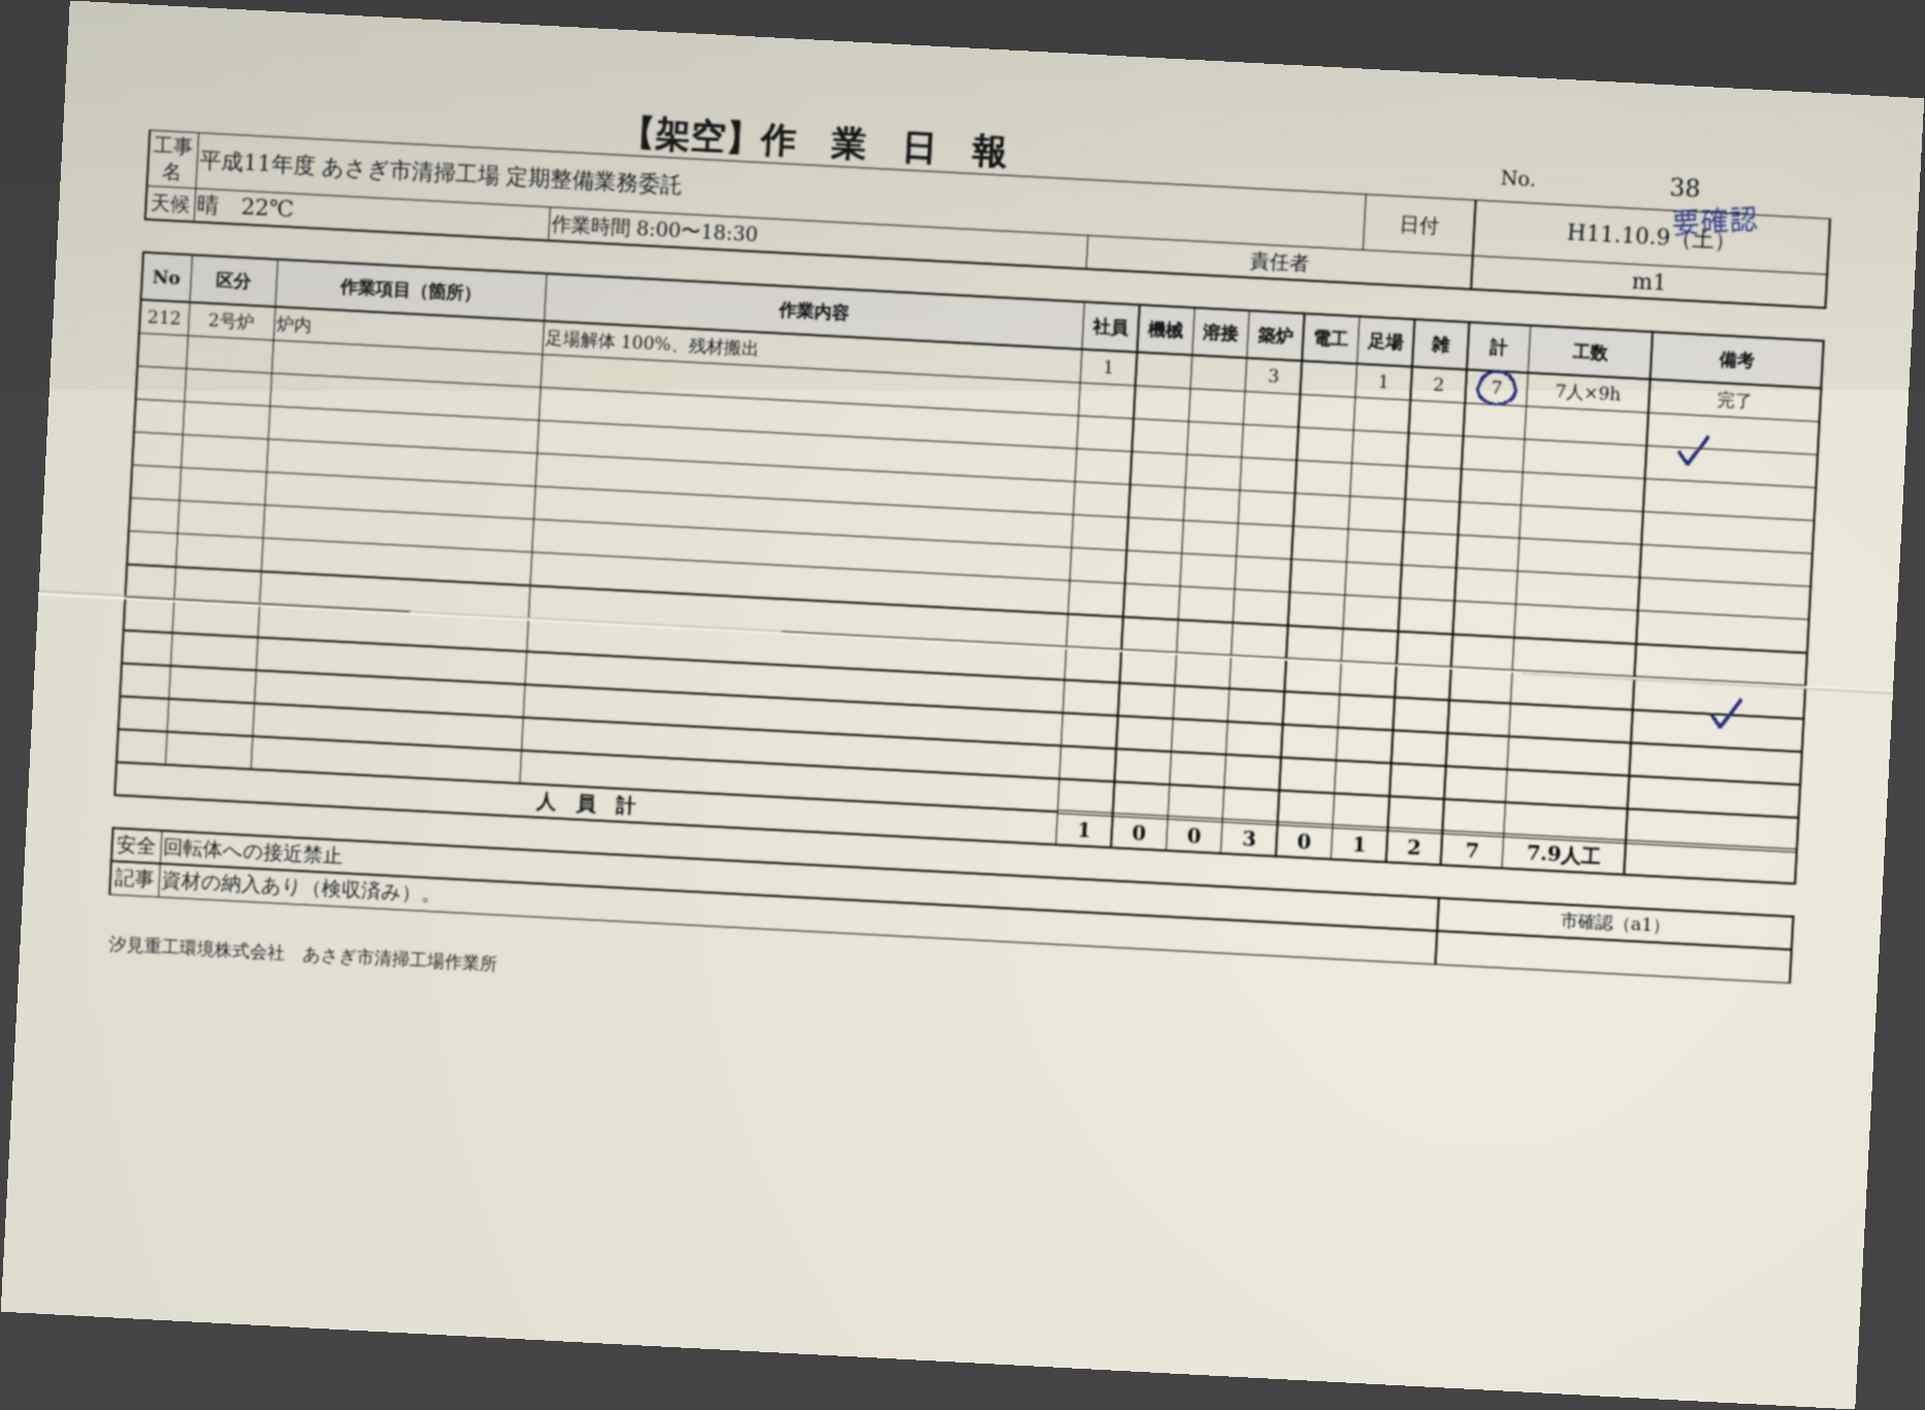 【架空】作 業 日 報
No. 38
工事名 平成11年度 あさぎ市清掃工場 定期整備業務委託 日付 H11.10.9（土）
要確認
天候 晴 22℃ 作業時間 8:00〜18:30 責任者 m1
No 区分 作業項目（箇所） 作業内容 社員 機械 溶接 築炉 電工 足場 雑 計 工数 備考
212 2号炉 炉内 足場解体 100%、残材搬出 1 3 1 2 7 7人×9h 完了
人 員 計 1 0 0 3 0 1 2 7 7.9人工
安全 回転体への接近禁止 市確認（a1）
記事 資材の納入あり（検収済み）。
汐見重工環境株式会社 あさぎ市清掃工場作業所